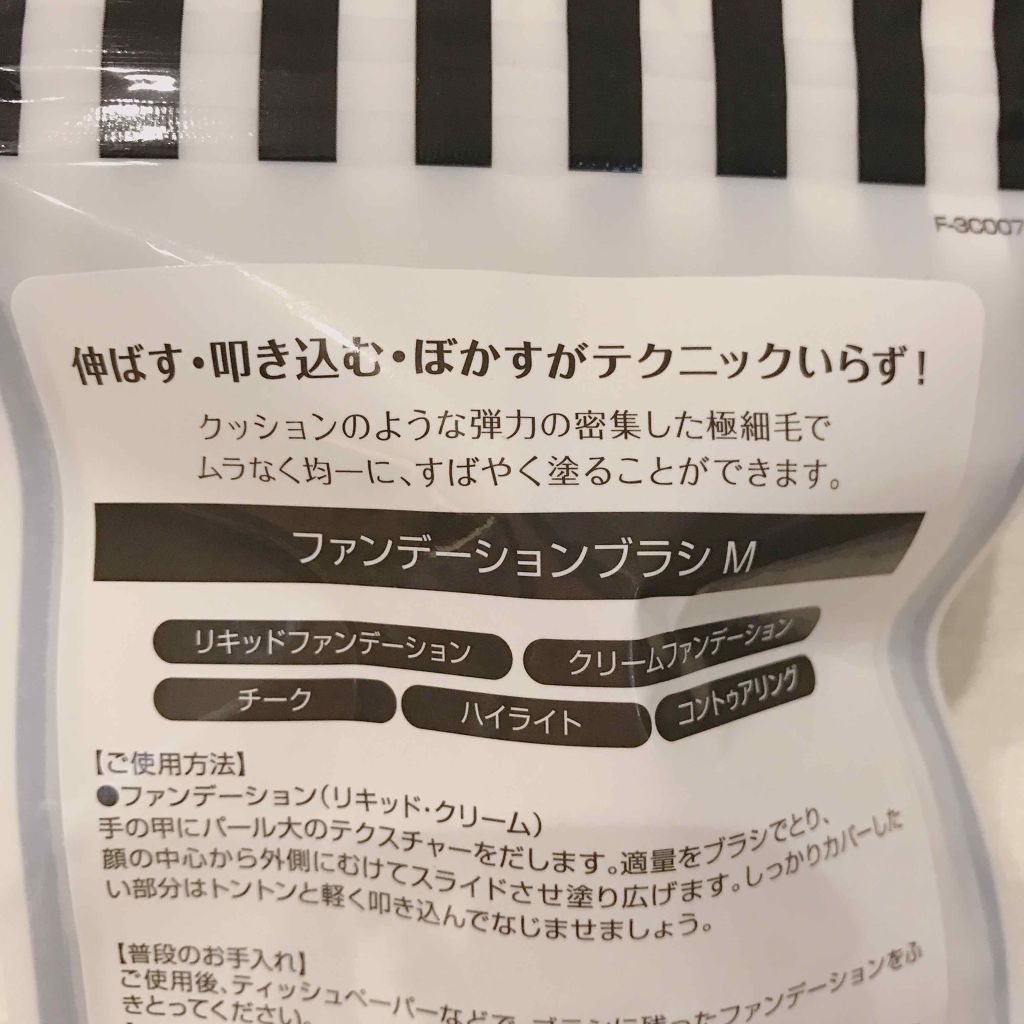 F-3C007
伸ばす・叩き込む・ぼかすがテクニックいらず！
クッションのような弾力の密集した極細毛で
ムラなく均一に、すばやく塗ることができます。
ファンデーションブラシ M
リキッドファンデーション
クリームファンデーション
チーク
ハイライト
コントゥアリング
【ご使用方法】
●ファンデーション（リキッド・クリーム）
手の甲にパール大のテクスチャーをだします。適量をブラシでとり、
顔の中心から外側にむけてスライドさせ塗り広げます。しっかりカバーした
い部分はトントンと軽く叩き込んでなじませましょう。
【普段のお手入れ】
ご使用後、ティッシュペーパーなどで、ブラシに残ったファンデーションをふ
きとってください。